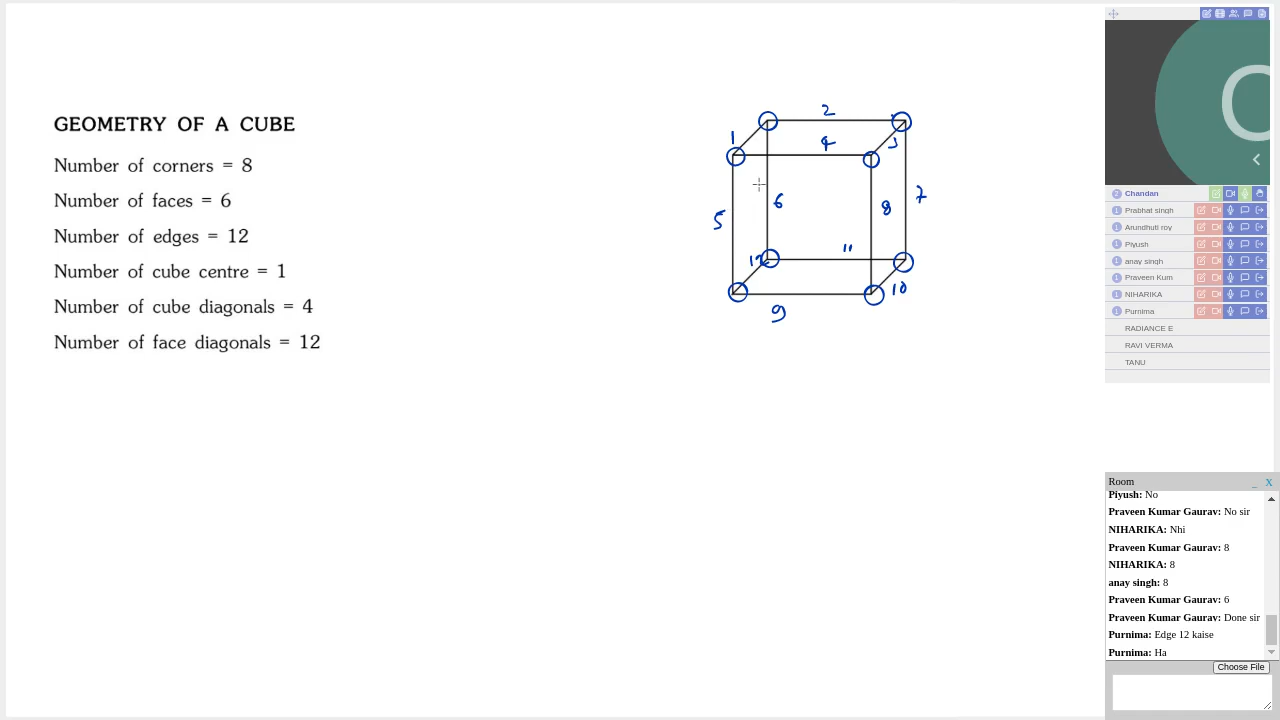 GEOMETRY OF A CUBE
Number of corners = 8
Number of faces = 6
Number of edges = 12
Number of cube centre = 1
Number of cube diagonals = 4
Number of face diagonals = 12
2
1
4
3
5
6
8
7
11
12
10
9
C
Chandan
Prabhat singh
Arundhuti roy
Piyush
anay singh
Praveen Kum
NIHARIKA
Purnima
RADIANCE E
RAVI VERMA
TANU
Room _ X
Piyush: No
Praveen Kumar Gaurav: No sir
NIHARIKA: Nhi
Praveen Kumar Gaurav: 8
NIHARIKA: 8
anay singh: 8
Praveen Kumar Gaurav: 6
Praveen Kumar Gaurav: Done sir
Purnima: Edge 12 kaise
Purnima: Ha
Choose File